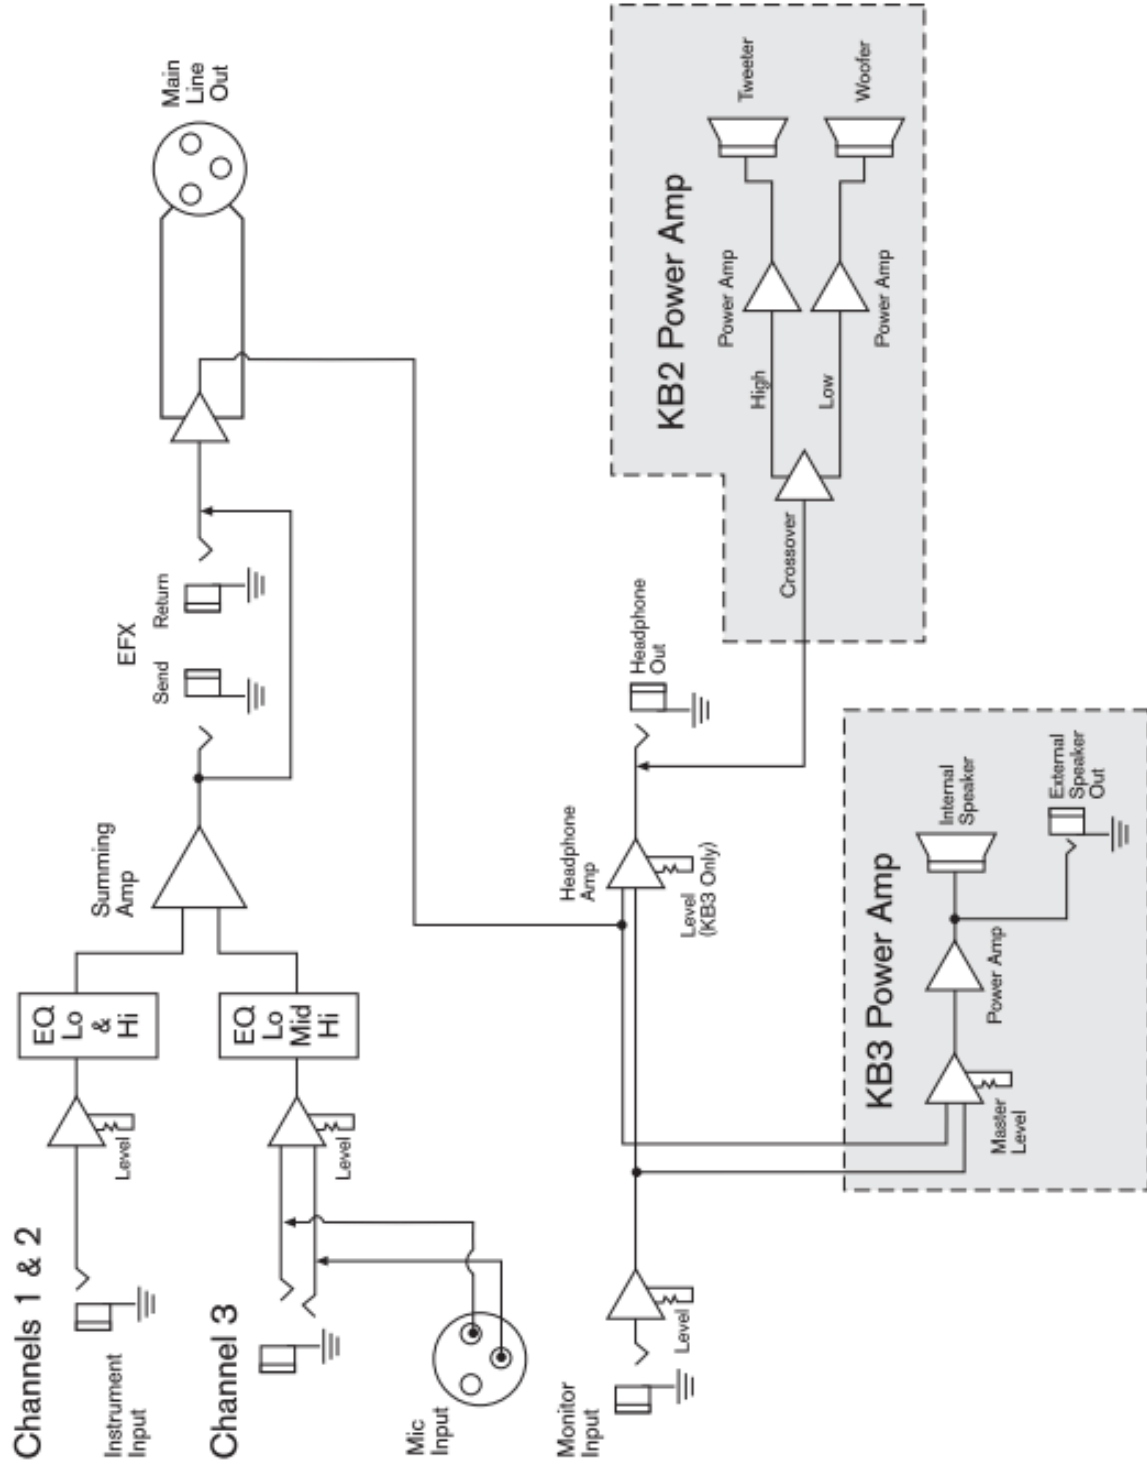 Channels 1 & 2
Instrument
Input
Level
EQ
Lo
&
Hi
Summing
Amp
EFX
Send
Return
Main
Line
Out
Channel 3
Level
EQ
Lo
Mid
Hi
Mic
Input
Monitor
Input
Level
Headphone
Amp
Level
(KB3 Only)
Headphone
Out
KB2 Power Amp
Crossover
High
Low
Power Amp
Power Amp
Tweeter
Woofer
KB3 Power Amp
Master
Level
Power Amp
Internal
Speaker
External
Speaker
Out